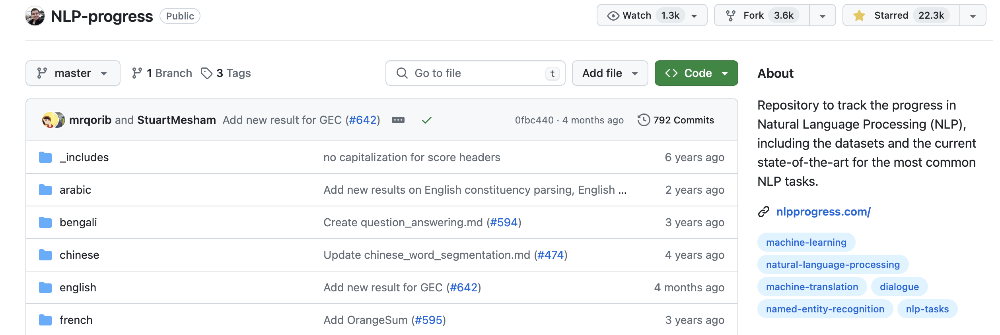 NLP-progress Public Watch 1.3k Fork 3.6k Starred 22.3k
master 1 Branch 3 Tags Go to file t Add file Code
mrqorib and StuartMesham Add new result for GEC (#642) 0fbc440 · 4 months ago 792 Commits
_includes no capitalization for score headers 6 years ago
arabic Add new results on English constituency parsing, English ... 2 years ago
bengali Create question_answering.md (#594) 3 years ago
chinese Update chinese_word_segmentation.md (#474) 4 years ago
english Add new result for GEC (#642) 4 months ago
french Add OrangeSum (#595) 3 years ago
About
Repository to track the progress in
Natural Language Processing (NLP),
including the datasets and the current
state-of-the-art for the most common
NLP tasks.
nlpprogress.com/
machine-learning
natural-language-processing
machine-translation dialogue
named-entity-recognition nlp-tasks